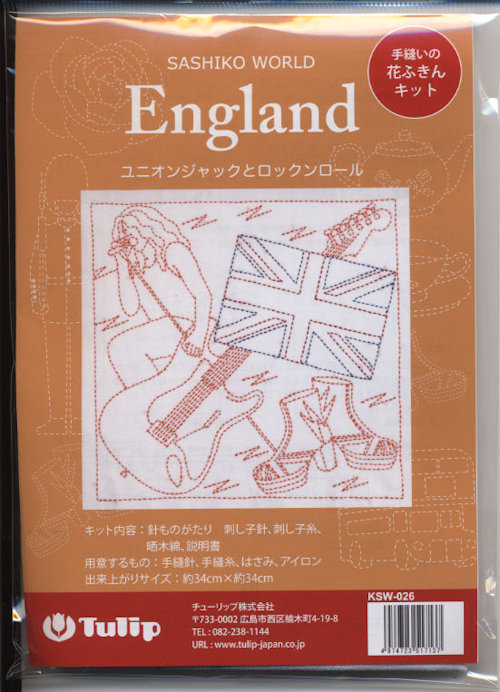 SASHIKO WORLD
England
ユニオンジャックとロックンロール
手縫いの
花ふきん
キット
キット内容：針ものがたり　刺し子針、刺し子糸、
晒木綿、説明書
用意するもの：手縫針、手縫糸、はさみ、アイロン
出来上がりサイズ：約34cm×約34cm
Tulip
チューリップ株式会社
〒733-0002 広島市西区楠木町4-19-8
TEL : 082-238-1144
URL : www.tulip-japan.co.jp
KSW-026
4 974723 617137